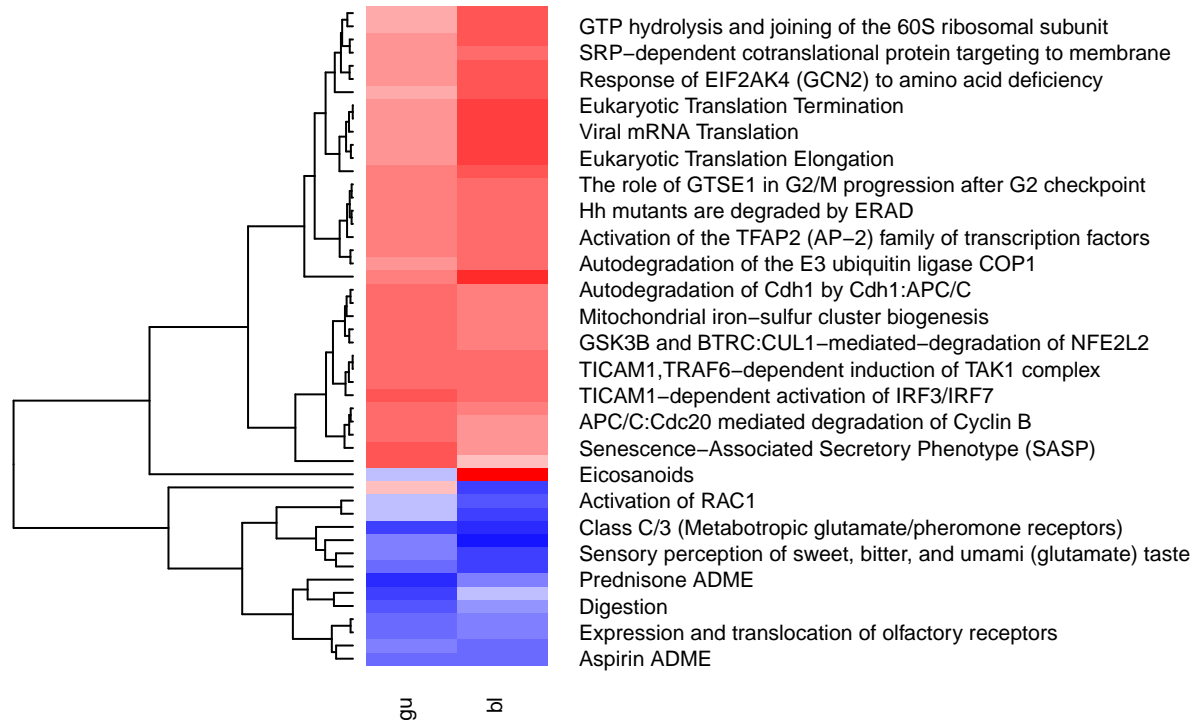 GTP hydrolysis and joining of the 60S ribosomal subunit
SRP−dependent cotranslational protein targeting to membrane
Response of EIF2AK4 (GCN2) to amino acid deficiency
Eukaryotic Translation Termination
Viral mRNA Translation
Eukaryotic Translation Elongation
The role of GTSE1 in G2/M progression after G2 checkpoint
Hh mutants are degraded by ERAD
Activation of the TFAP2 (AP−2) family of transcription factors
Autodegradation of the E3 ubiquitin ligase COP1
Autodegradation of Cdh1 by Cdh1:APC/C
Mitochondrial iron−sulfur cluster biogenesis
GSK3B and BTRC:CUL1−mediated−degradation of NFE2L2
TICAM1,TRAF6−dependent induction of TAK1 complex
TICAM1−dependent activation of IRF3/IRF7
APC/C:Cdc20 mediated degradation of Cyclin B
Senescence−Associated Secretory Phenotype (SASP)
Eicosanoids
Activation of RAC1
Class C/3 (Metabotropic glutamate/pheromone receptors)
Sensory perception of sweet, bitter, and umami (glutamate) taste
Prednisone ADME
Digestion
Expression and translocation of olfactory receptors
Aspirin ADME
gu
bl